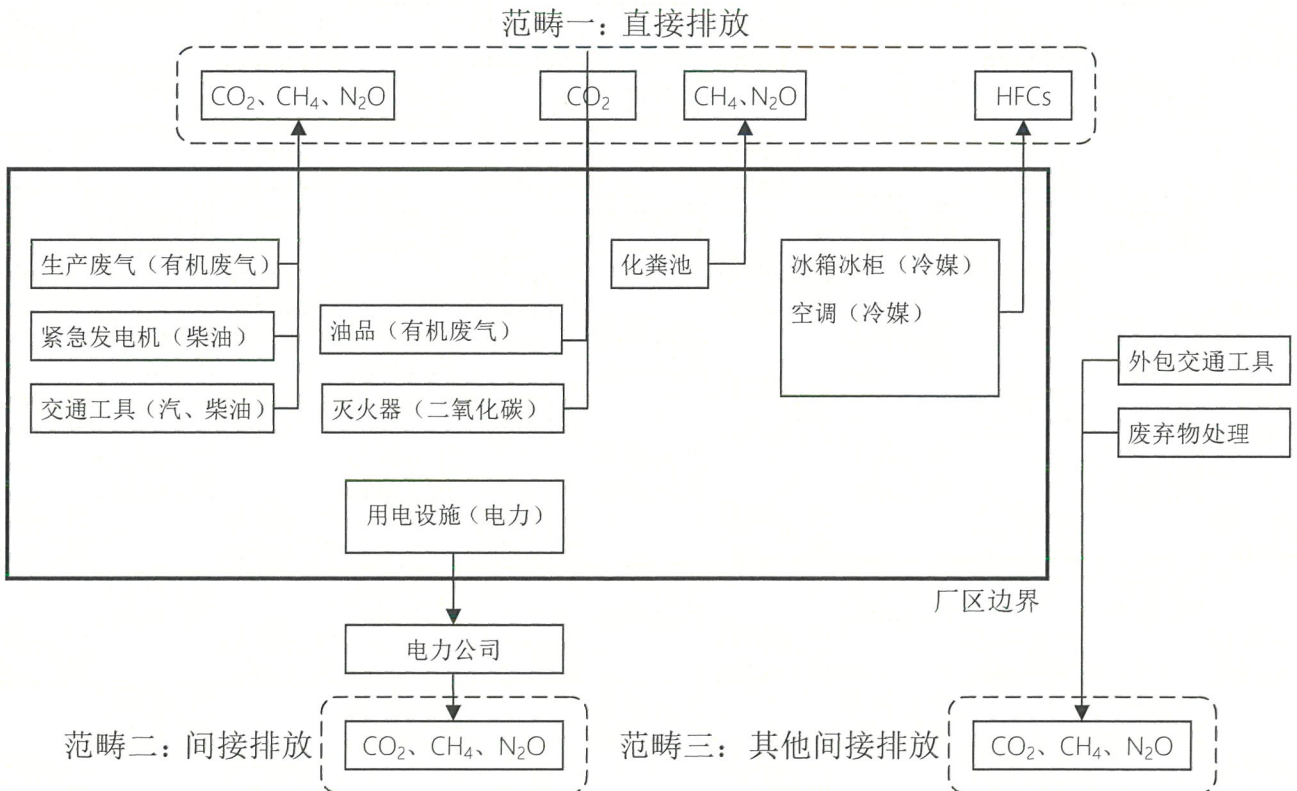 范畴一：直接排放
CO₂、CH₄、N₂O
CO₂
CH₄、N₂O
HFCs
生产废气（有机废气）
紧急发电机（柴油）
交通工具（汽、柴油）
油品（有机废气）
灭火器（二氧化碳）
化粪池
冰箱冰柜（冷媒）
空调（冷媒）
外包交通工具
废弃物处理
用电设施（电力）
厂区边界
电力公司
范畴二：间接排放
CO₂、CH₄、N₂O
范畴三：其他间接排放
CO₂、CH₄、N₂O